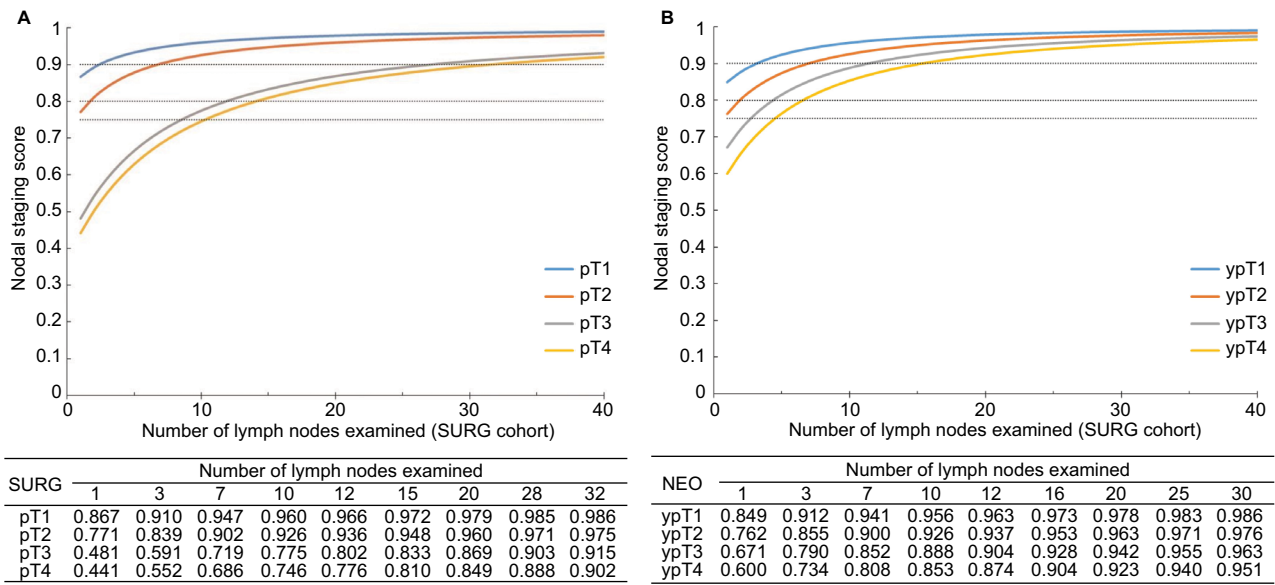 A
1
0.9
0.8
0.7
0.6
0.5
0.4
0.3
0.2
0.1
0
Nodal staging score
pT1
pT2
pT3
pT4
0 10 20 30 40
Number of lymph nodes examined (SURG cohort)
SURG Number of lymph nodes examined
1 3 7 10 12 15 20 28 32
pT1 0.867 0.910 0.947 0.960 0.966 0.972 0.979 0.985 0.986
pT2 0.771 0.839 0.902 0.926 0.936 0.948 0.960 0.971 0.975
pT3 0.481 0.591 0.719 0.775 0.802 0.833 0.869 0.903 0.915
pT4 0.441 0.552 0.686 0.746 0.776 0.810 0.849 0.888 0.902
B
1
0.9
0.8
0.7
0.6
0.5
0.4
0.3
0.2
0.1
0
Nodal staging score
ypT1
ypT2
ypT3
ypT4
0 10 20 30 40
Number of lymph nodes examined (SURG cohort)
NEO Number of lymph nodes examined
1 3 7 10 12 16 20 25 30
ypT1 0.849 0.912 0.941 0.956 0.963 0.973 0.978 0.983 0.986
ypT2 0.762 0.855 0.900 0.926 0.937 0.953 0.963 0.971 0.976
ypT3 0.671 0.790 0.852 0.888 0.904 0.928 0.942 0.955 0.963
ypT4 0.600 0.734 0.808 0.853 0.874 0.904 0.923 0.940 0.951